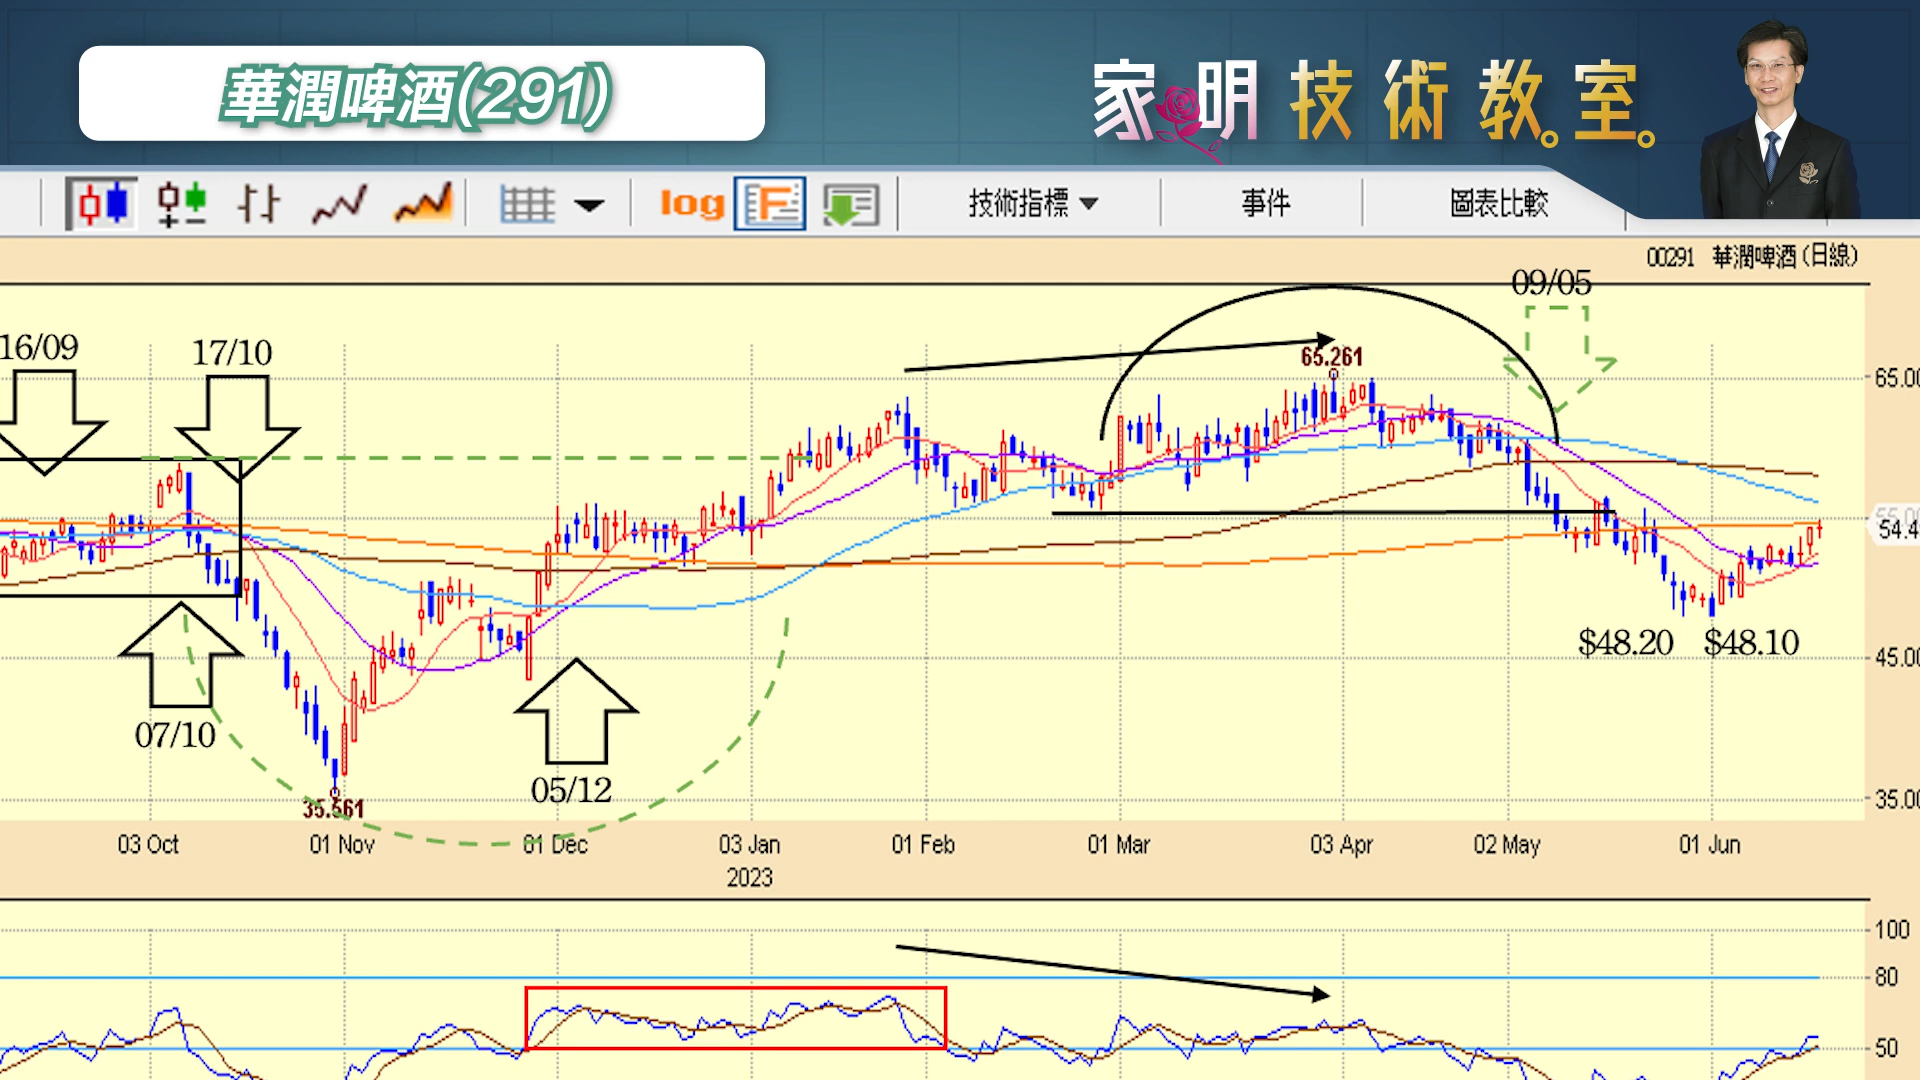 華潤啤酒(291)
家明技術教室
log
F
技術指標
事件
圖表比較
00291 華潤啤酒(日線)
09/05
16/09
17/10
65.261
65.00
55.00
54.4
$48.20 $48.10
45.00
07/10
05/12
35.561
35.00
03 Oct 01 Nov 01 Dec 03 Jan 01 Feb 01 Mar 03 Apr 02 May 01 Jun
2023
100
80
50